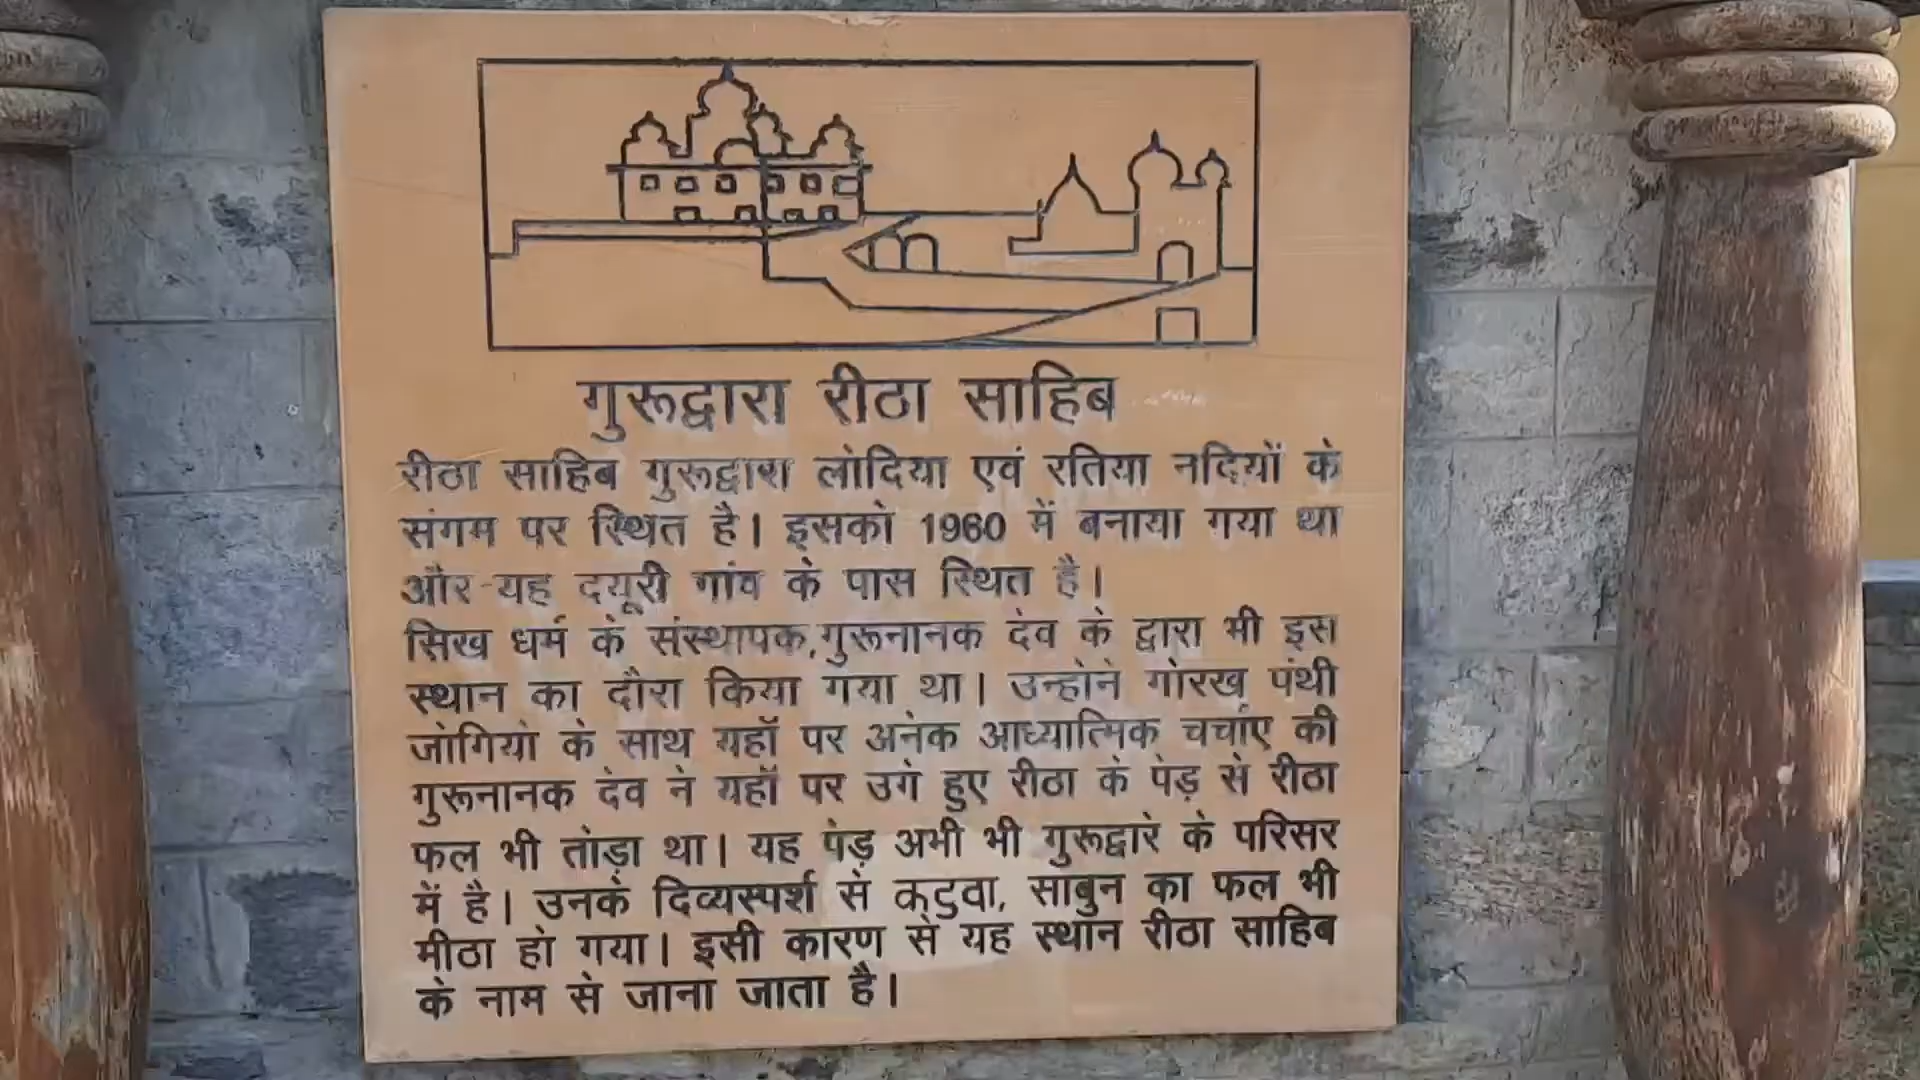 गुरूद्वारा रीठा साहिब
रीठा साहिब गुरूद्वारा लोदिया एवं रतिया नदियों के
संगम पर स्थित है। इसको 1960 में बनाया गया था
और यह दयूरी गांव के पास स्थित है।
सिख धर्म के संस्थापक,गुरूनानक देव के द्वारा भी इस
स्थान का दौरा किया गया था। उन्होने गोरख पंथी
जोगियो के साथ यहॉ पर अनेक आध्यात्मिक चर्चाए की
गुरूनानक देव ने यहॉ पर उगे हुए रीठा के पेड़ से रीठा
फल भी तोड़ा था। यह पेड़ अभी भी गुरूद्वारे के परिसर
में है। उनके दिव्यस्पर्श से कटुवा, साबुन का फल भी
मीठा हो गया। इसी कारण से यह स्थान रीठा साहिब
के नाम से जाना जाता है।